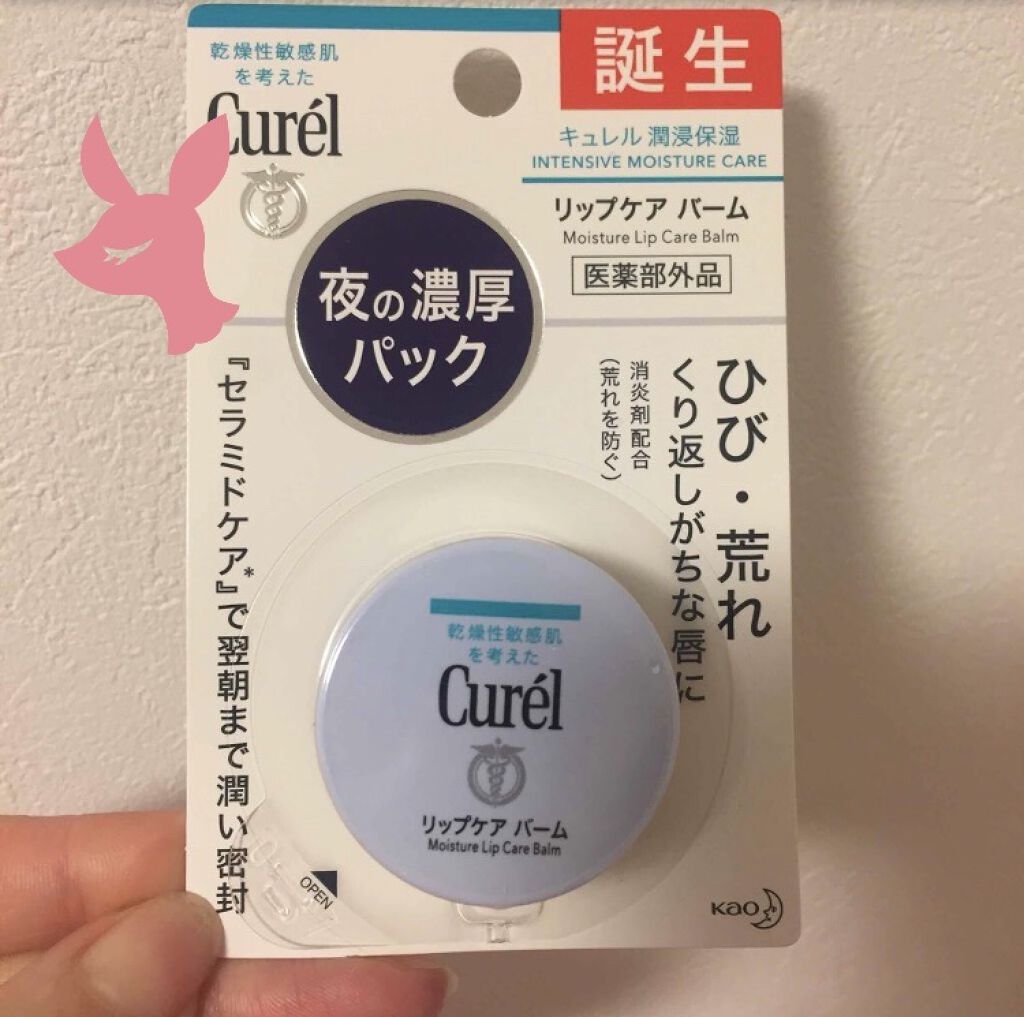 乾燥性敏感肌
を考えた
Curél
誕生
キュレル 潤浸保湿
INTENSIVE MOISTURE CARE
リップケア バーム
Moisture Lip Care Balm
医薬部外品
夜の濃厚
パック
ひび・荒れ
くり返しがちな唇に
消炎剤配合
(荒れを防ぐ)
『セラミドケア*』で翌朝まで潤い密封
乾燥性敏感肌
を考えた
Curél
リップケア バーム
Moisture Lip Care Balm
OPEN
Kao